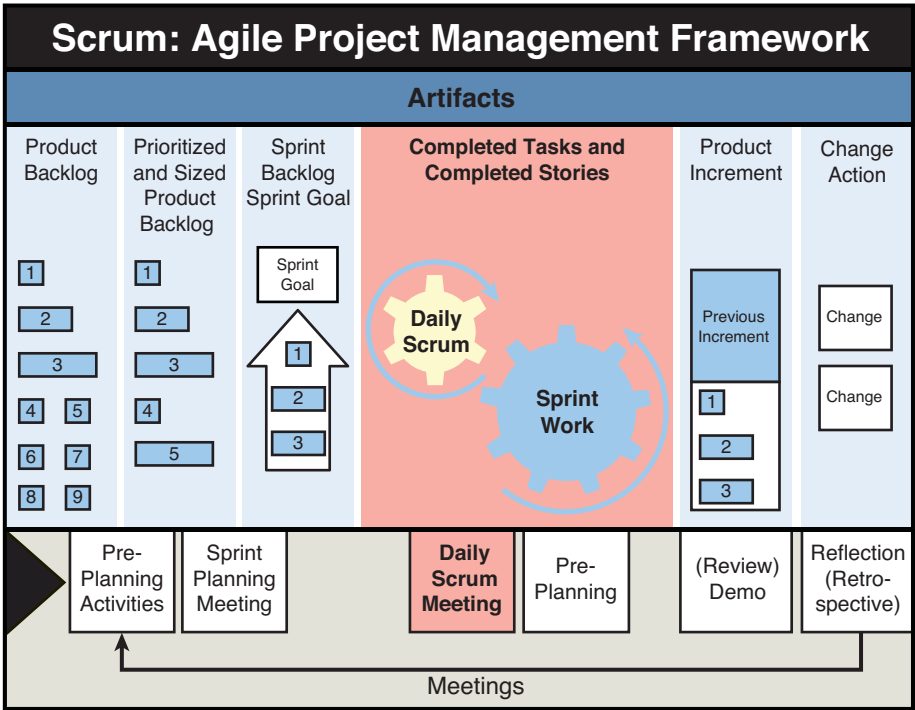 Scrum: Agile Project Management Framework
Artifacts
Product
Backlog
Prioritized
and Sized
Product
Backlog
Sprint
Backlog
Sprint Goal
Completed Tasks and
Completed Stories
Product
Increment
Change
Action
1
2
3
4
5
6
7
8
9
1
2
3
4
5
Sprint
Goal
1
2
3
Daily
Scrum
Sprint
Work
Previous
Increment
1
2
3
Change
Change
Pre-
Planning
Activities
Sprint
Planning
Meeting
Daily
Scrum
Meeting
Pre-
Planning
(Review)
Demo
Reflection
(Retro-
spective)
Meetings